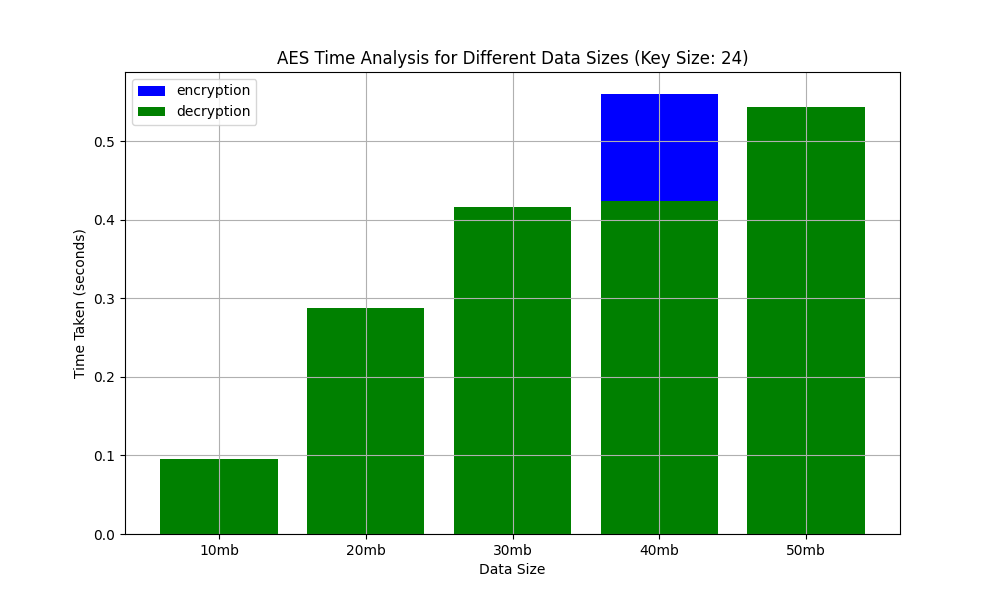 AES Time Analysis for Different Data Sizes (Key Size: 24)
encryption
decryption
Time Taken (seconds)
0.5
0.4
0.3
0.2
0.1
0.0
10mb 20mb 30mb 40mb 50mb
Data Size